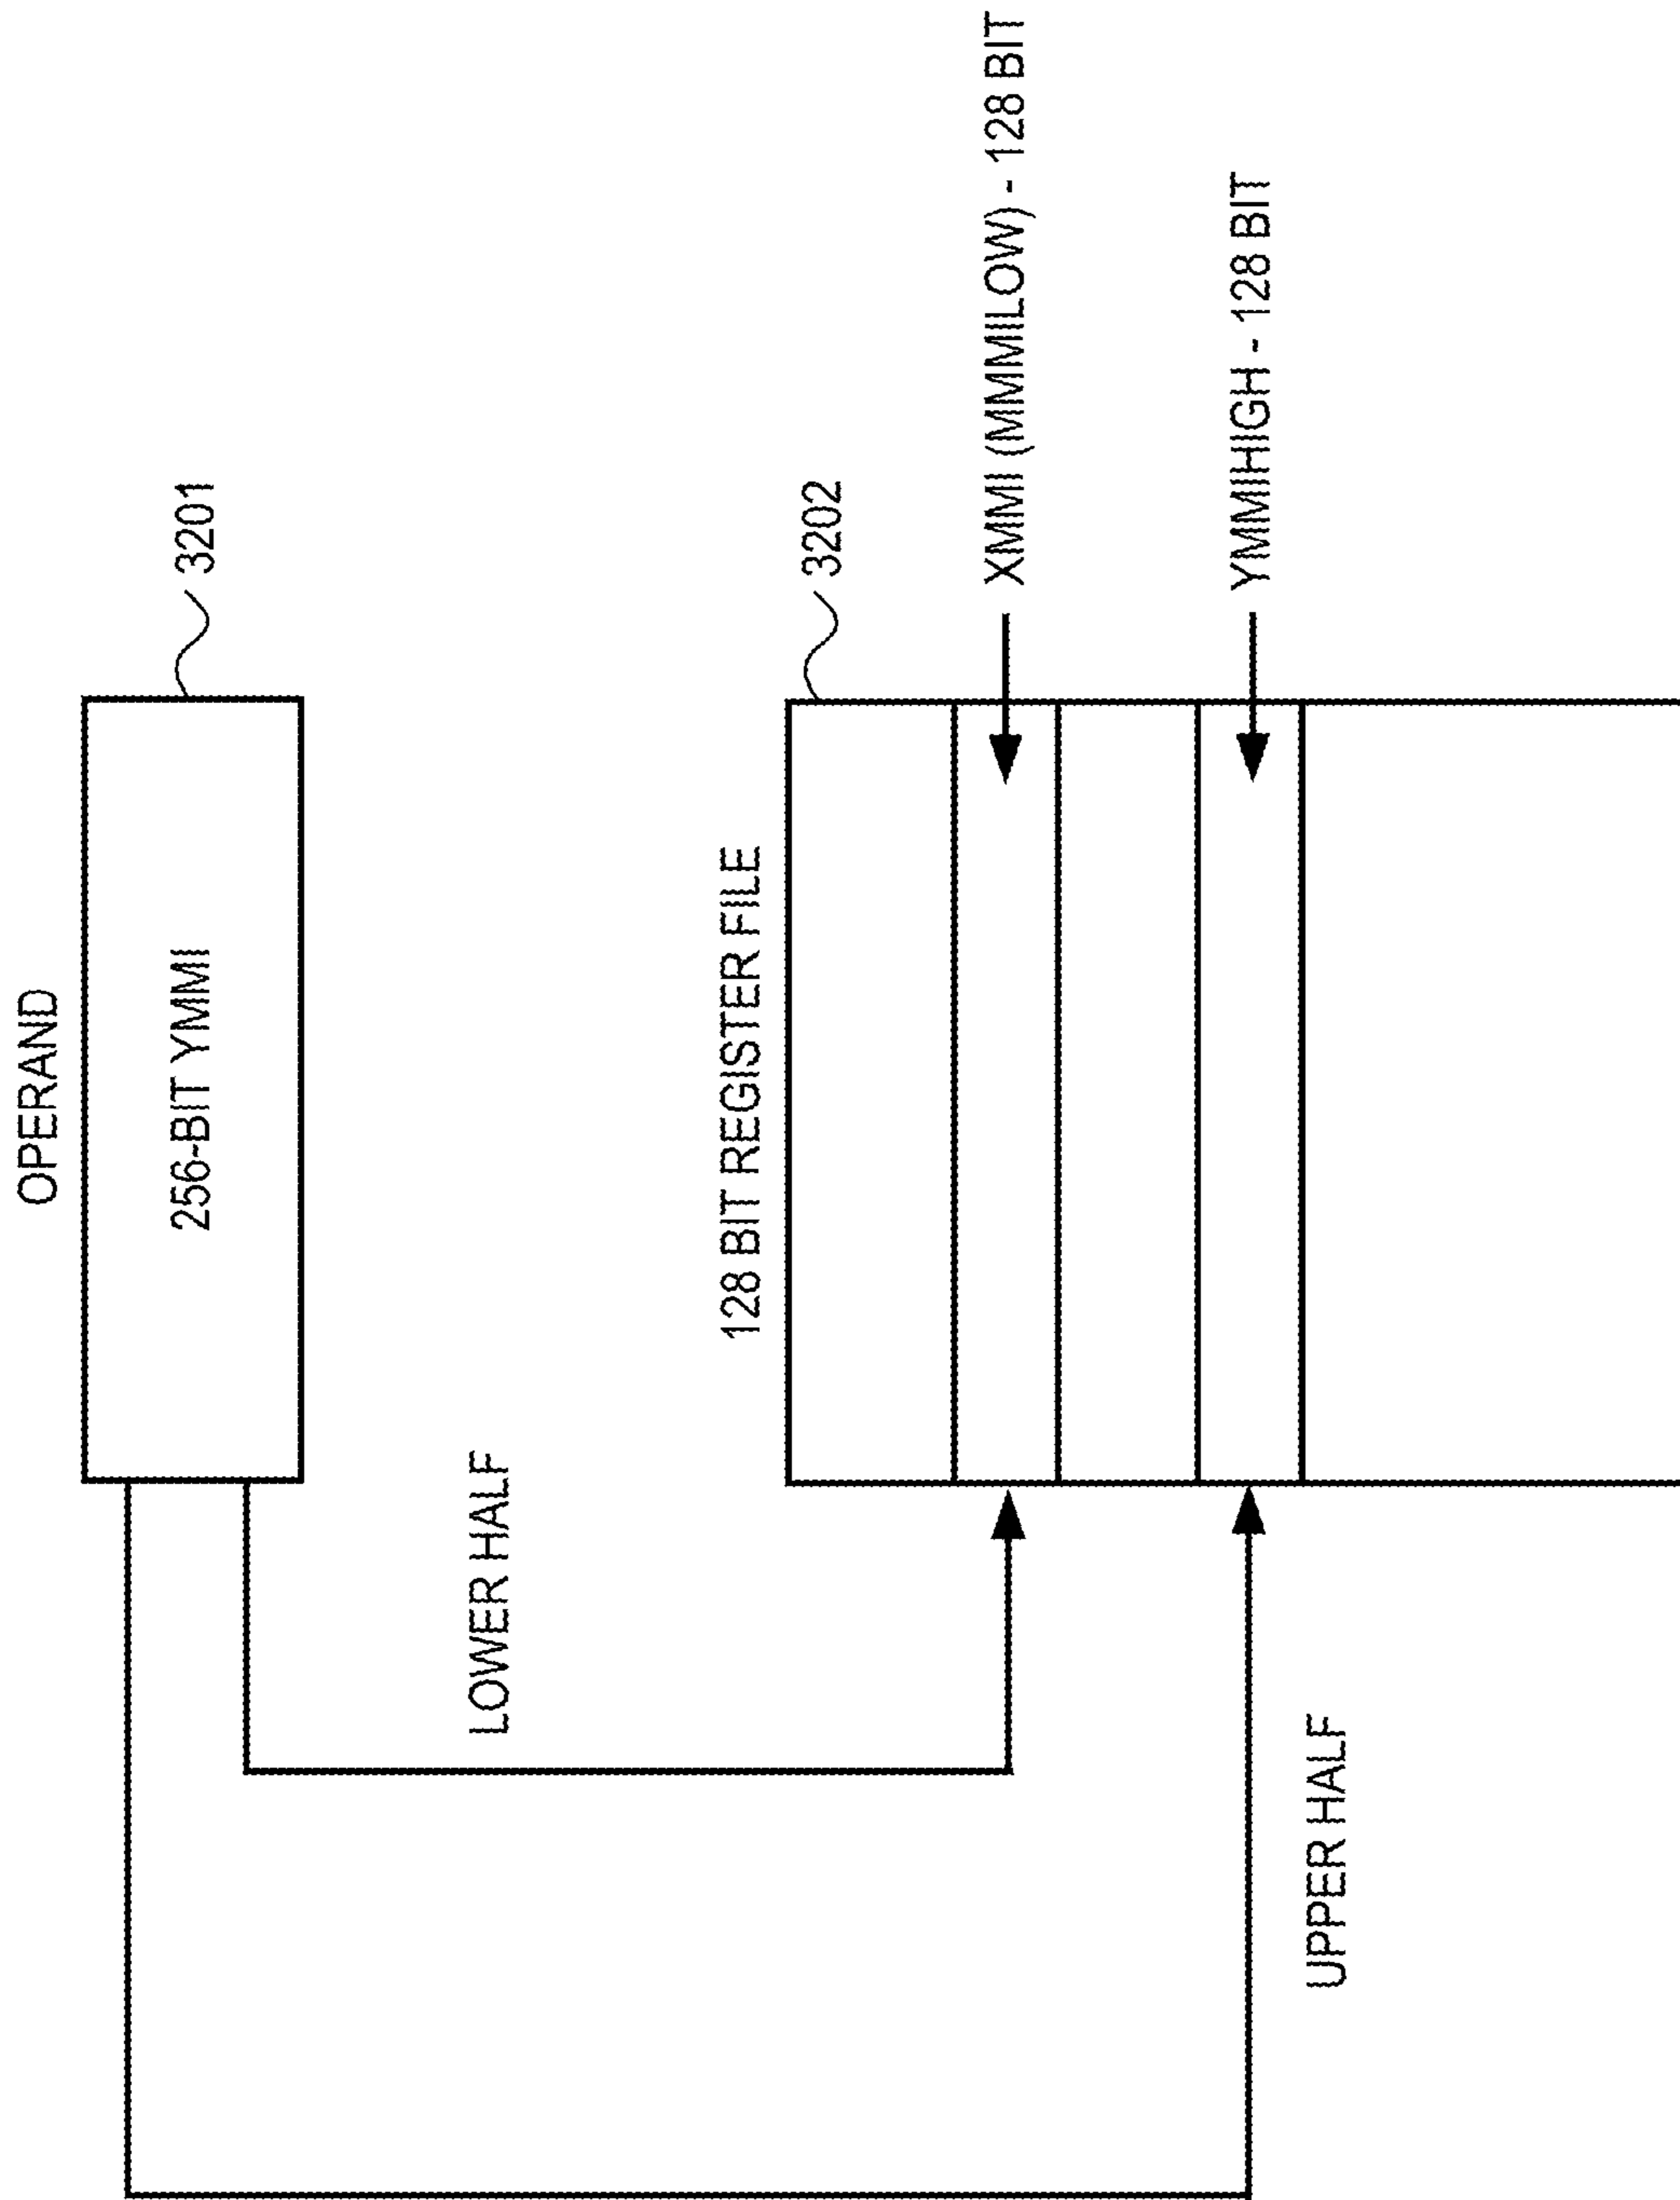 OPERAND
256-BIT YMMI
3201
LOWER HALF
128 BIT REGISTER FILE
3202
XMMI (MMMILOW) - 128 BIT
YMMIHIGH - 128 BIT
UPPER HALF